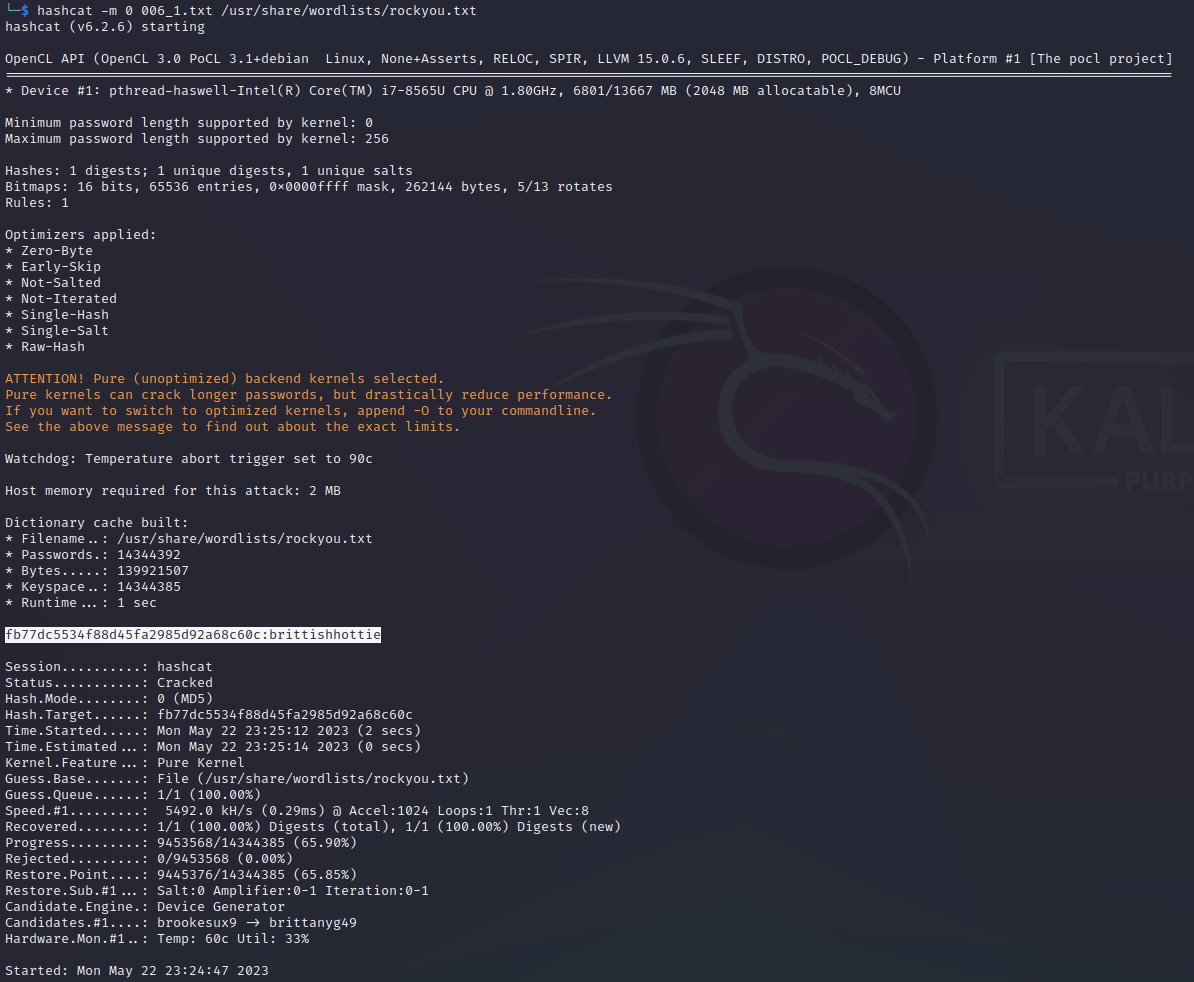 └─$ hashcat -m 0 006_1.txt /usr/share/wordlists/rockyou.txt
hashcat (v6.2.6) starting
OpenCL API (OpenCL 3.0 PoCL 3.1+debian  Linux, None+Asserts, RELOC, SPIR, LLVM 15.0.6, SLEEF, DISTRO, POCL_DEBUG) - Platform #1 [The pocl project]
* Device #1: pthread-haswell-Intel(R) Core(TM) i7-8565U CPU @ 1.80GHz, 6801/13667 MB (2048 MB allocatable), 8MCU
Minimum password length supported by kernel: 0
Maximum password length supported by kernel: 256
Hashes: 1 digests; 1 unique digests, 1 unique salts
Bitmaps: 16 bits, 65536 entries, 0x0000ffff mask, 262144 bytes, 5/13 rotates
Rules: 1
Optimizers applied:
* Zero-Byte
* Early-Skip
* Not-Salted
* Not-Iterated
* Single-Hash
* Single-Salt
* Raw-Hash
ATTENTION! Pure (unoptimized) backend kernels selected.
Pure kernels can crack longer passwords, but drastically reduce performance.
If you want to switch to optimized kernels, append -O to your commandline.
See the above message to find out about the exact limits.
Watchdog: Temperature abort trigger set to 90c
Host memory required for this attack: 2 MB
Dictionary cache built:
* Filename..: /usr/share/wordlists/rockyou.txt
* Passwords.: 14344392
* Bytes.....: 139921507
* Keyspace..: 14344385
* Runtime...: 1 sec
fb77dc5534f88d45fa2985d92a68c60c:brittishhottie
Session..........: hashcat
Status...........: Cracked
Hash.Mode........: 0 (MD5)
Hash.Target......: fb77dc5534f88d45fa2985d92a68c60c
Time.Started.....: Mon May 22 23:25:12 2023 (2 secs)
Time.Estimated...: Mon May 22 23:25:14 2023 (0 secs)
Kernel.Feature...: Pure Kernel
Guess.Base.......: File (/usr/share/wordlists/rockyou.txt)
Guess.Queue......: 1/1 (100.00%)
Speed.#1.........:  5492.0 kH/s (0.29ms) @ Accel:1024 Loops:1 Thr:1 Vec:8
Recovered........: 1/1 (100.00%) Digests (total), 1/1 (100.00%) Digests (new)
Progress.........: 9453568/14344385 (65.90%)
Rejected.........: 0/9453568 (0.00%)
Restore.Point....: 9445376/14344385 (65.85%)
Restore.Sub.#1...: Salt:0 Amplifier:0-1 Iteration:0-1
Candidate.Engine.: Device Generator
Candidates.#1....: brookesux9 -> brittanyg49
Hardware.Mon.#1..: Temp: 60c Util: 33%
Started: Mon May 22 23:24:47 2023
KAL
PURP